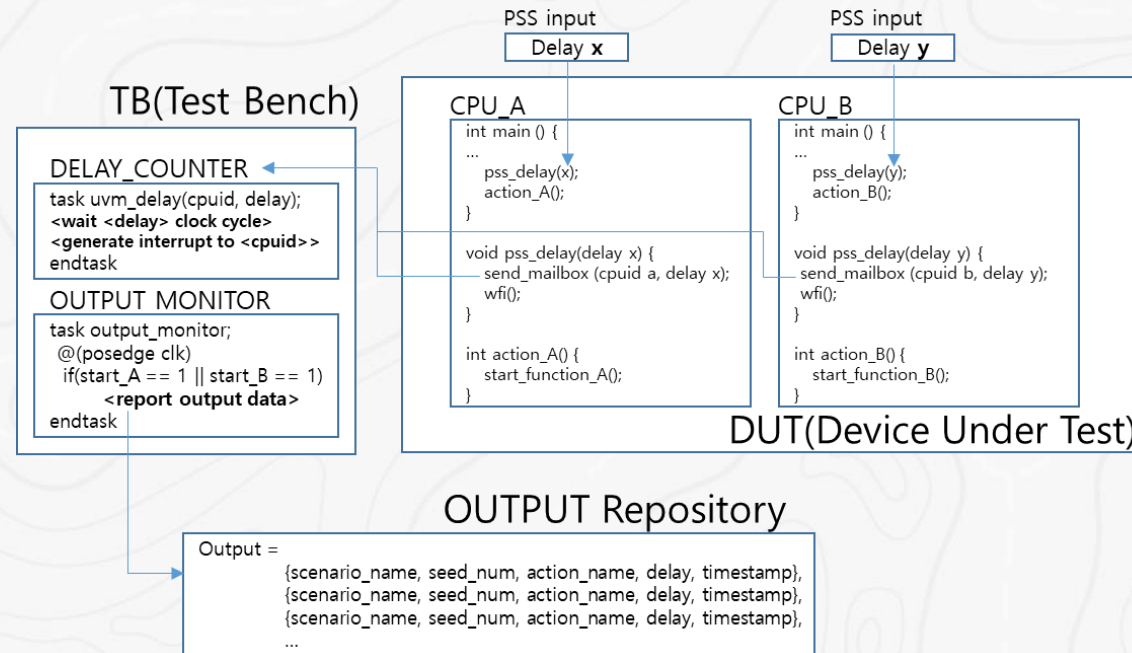 PSS input
Delay x
PSS input
Delay y
TB(Test Bench)
DELAY_COUNTER
task uvm_delay(cpuid, delay);
<wait <delay> clock cycle>
<generate interrupt to <cpuid>>
endtask
OUTPUT MONITOR
task output_monitor;
@(posedge clk)
if(start_A == 1 || start_B == 1)
<report output data>
endtask
CPU_A
int main () {
...
pss_delay(x);
action_A();
}
void pss_delay(delay x) {
send_mailbox (cpuid a, delay x);
wfi();
}
int action_A() {
start_function_A();
}
CPU_B
int main () {
...
pss_delay(y);
action_B();
}
void pss_delay(delay y) {
send_mailbox (cpuid b, delay y);
wfi();
}
int action_B() {
start_function_B();
}
DUT(Device Under Test)
OUTPUT Repository
Output =
{scenario_name, seed_num, action_name, delay, timestamp},
{scenario_name, seed_num, action_name, delay, timestamp},
{scenario_name, seed_num, action_name, delay, timestamp},
...